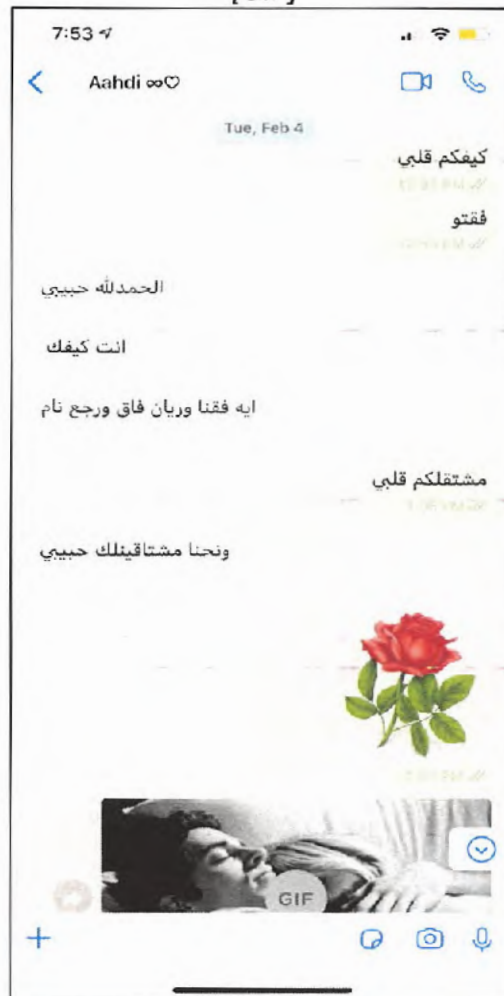 7:53
Aahdi ∞♡
Tue, Feb 4
كيفكم قلبي
فقتو
الحمدلله حبيبي
انت كيفك
ايه فقنا وريان فاق ورجع نام
مشتقلكم قلبي
ونحنا مشتاقينلك حبيبي
GIF